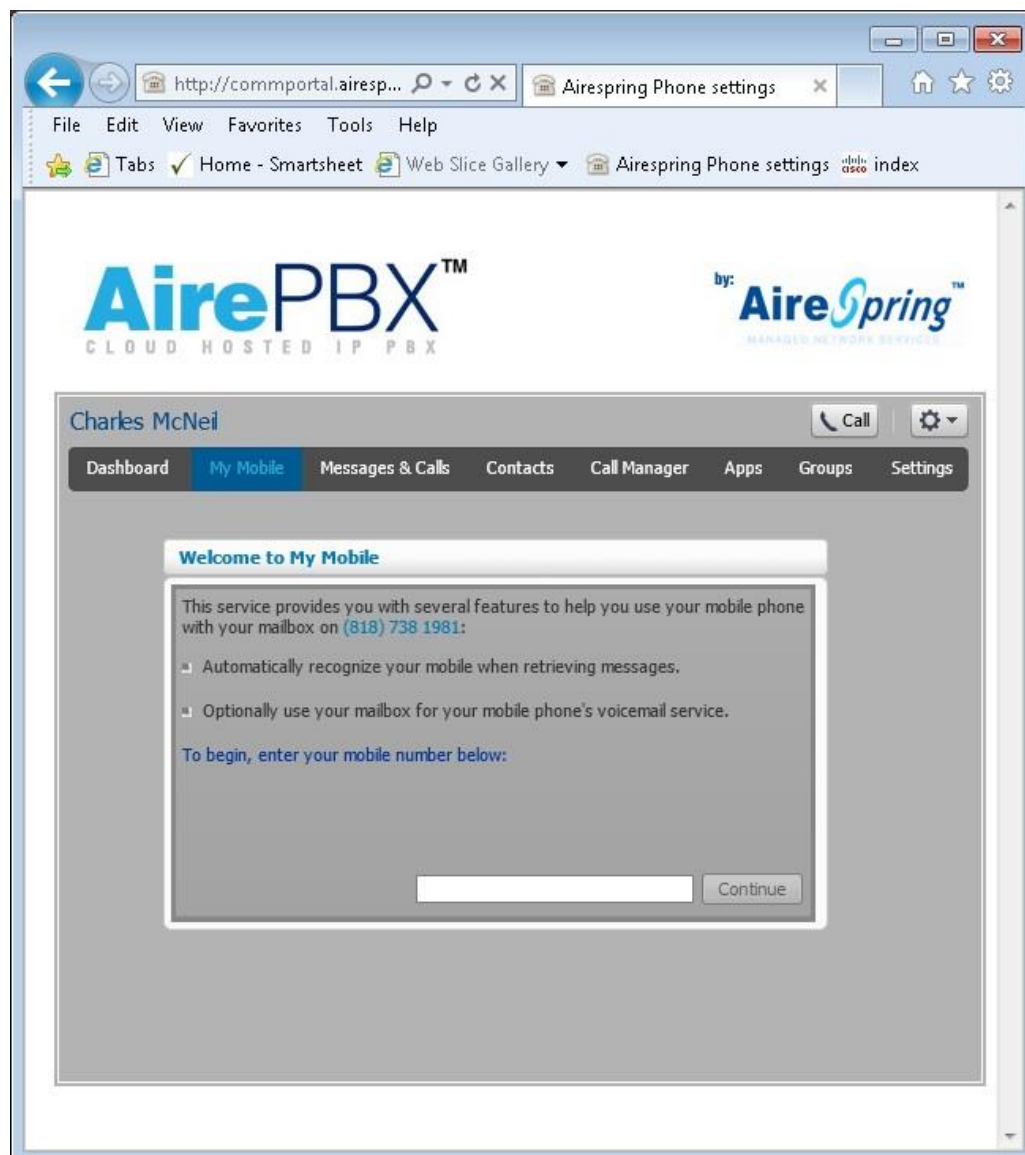 http://commportal.airesp...
Airespring Phone settings
File Edit View Favorites Tools Help
Tabs Home - Smartsheet Web Slice Gallery Airespring Phone settings cisco index
AirePBX™
CLOUD HOSTED IP PBX
by:
AireSpring™
MANAGED NETWORK SERVICES
Charles McNeil
Call
Dashboard My Mobile Messages & Calls Contacts Call Manager Apps Groups Settings
Welcome to My Mobile
This service provides you with several features to help you use your mobile phone
with your mailbox on (818) 738 1981:
Automatically recognize your mobile when retrieving messages.
Optionally use your mailbox for your mobile phone's voicemail service.
To begin, enter your mobile number below:
Continue